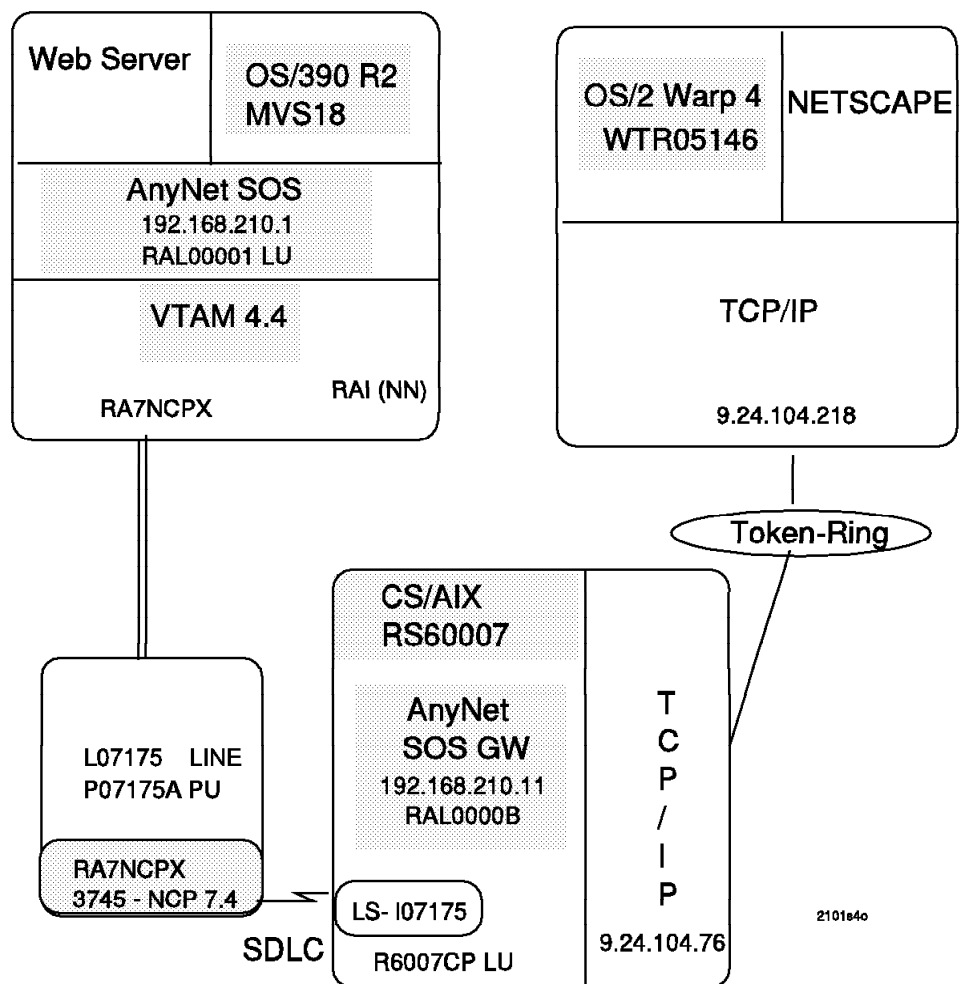 Web Server
OS/390 R2
MVS18
AnyNet SOS
192.168.210.1
RAL00001 LU
VTAM 4.4
RAI (NN)
RA7NCPX
OS/2 Warp 4
WTR05146
NETSCAPE
TCP/IP
9.24.104.218
Token-Ring
CS/AIX
RS60007
AnyNet
SOS GW
192.168.210.11
RAL0000B
LS- I07175
R6007CP LU
T
C
P
/
I
P
9.24.104.76
L07175 LINE
P07175A PU
RA7NCPX
3745 - NCP 7.4
SDLC
2101s4o